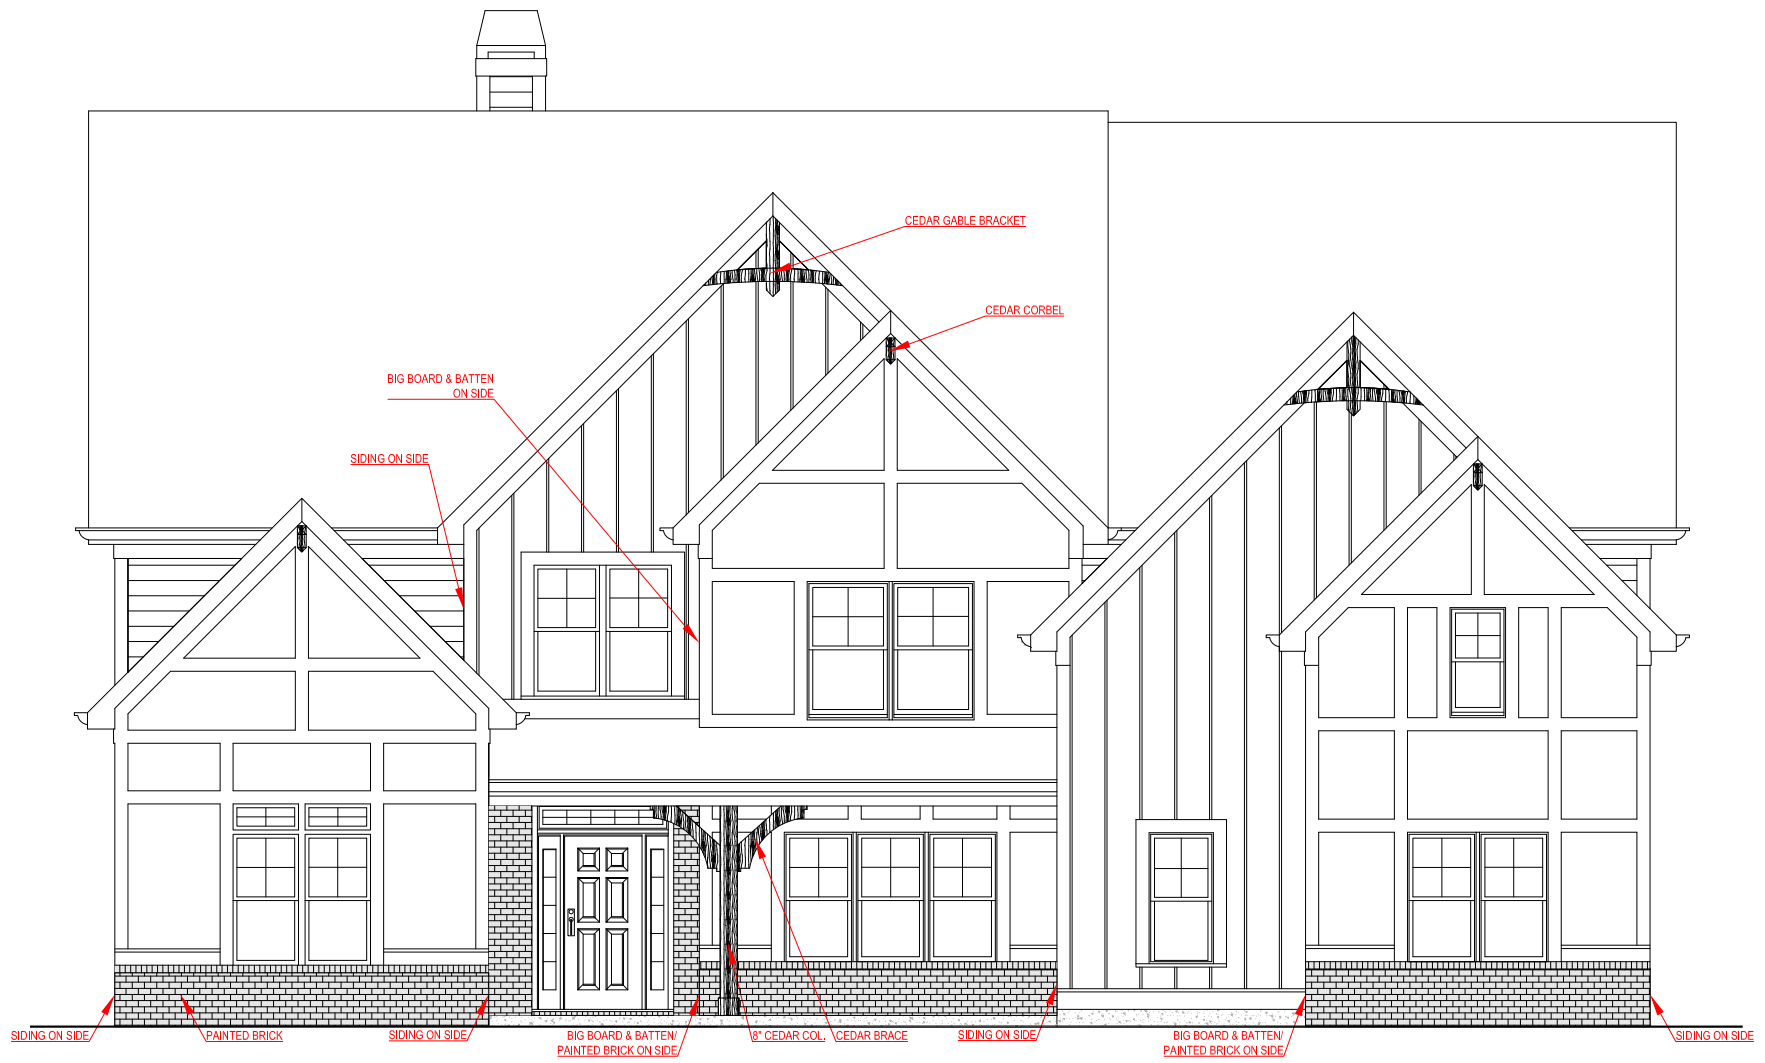 CEDAR GABLE BRACKET
CEDAR CORBEL
BIG BOARD & BATTEN
ON SIDE
SIDING ON SIDE
SIDING ON SIDE
PAINTED BRICK
SIDING ON SIDE
BIG BOARD & BATTEN/
PAINTED BRICK ON SIDE
8" CEDAR COL.
CEDAR BRACE
SIDING ON SIDE
BIG BOARD & BATTEN/
PAINTED BRICK ON SIDE
SIDING ON SIDE